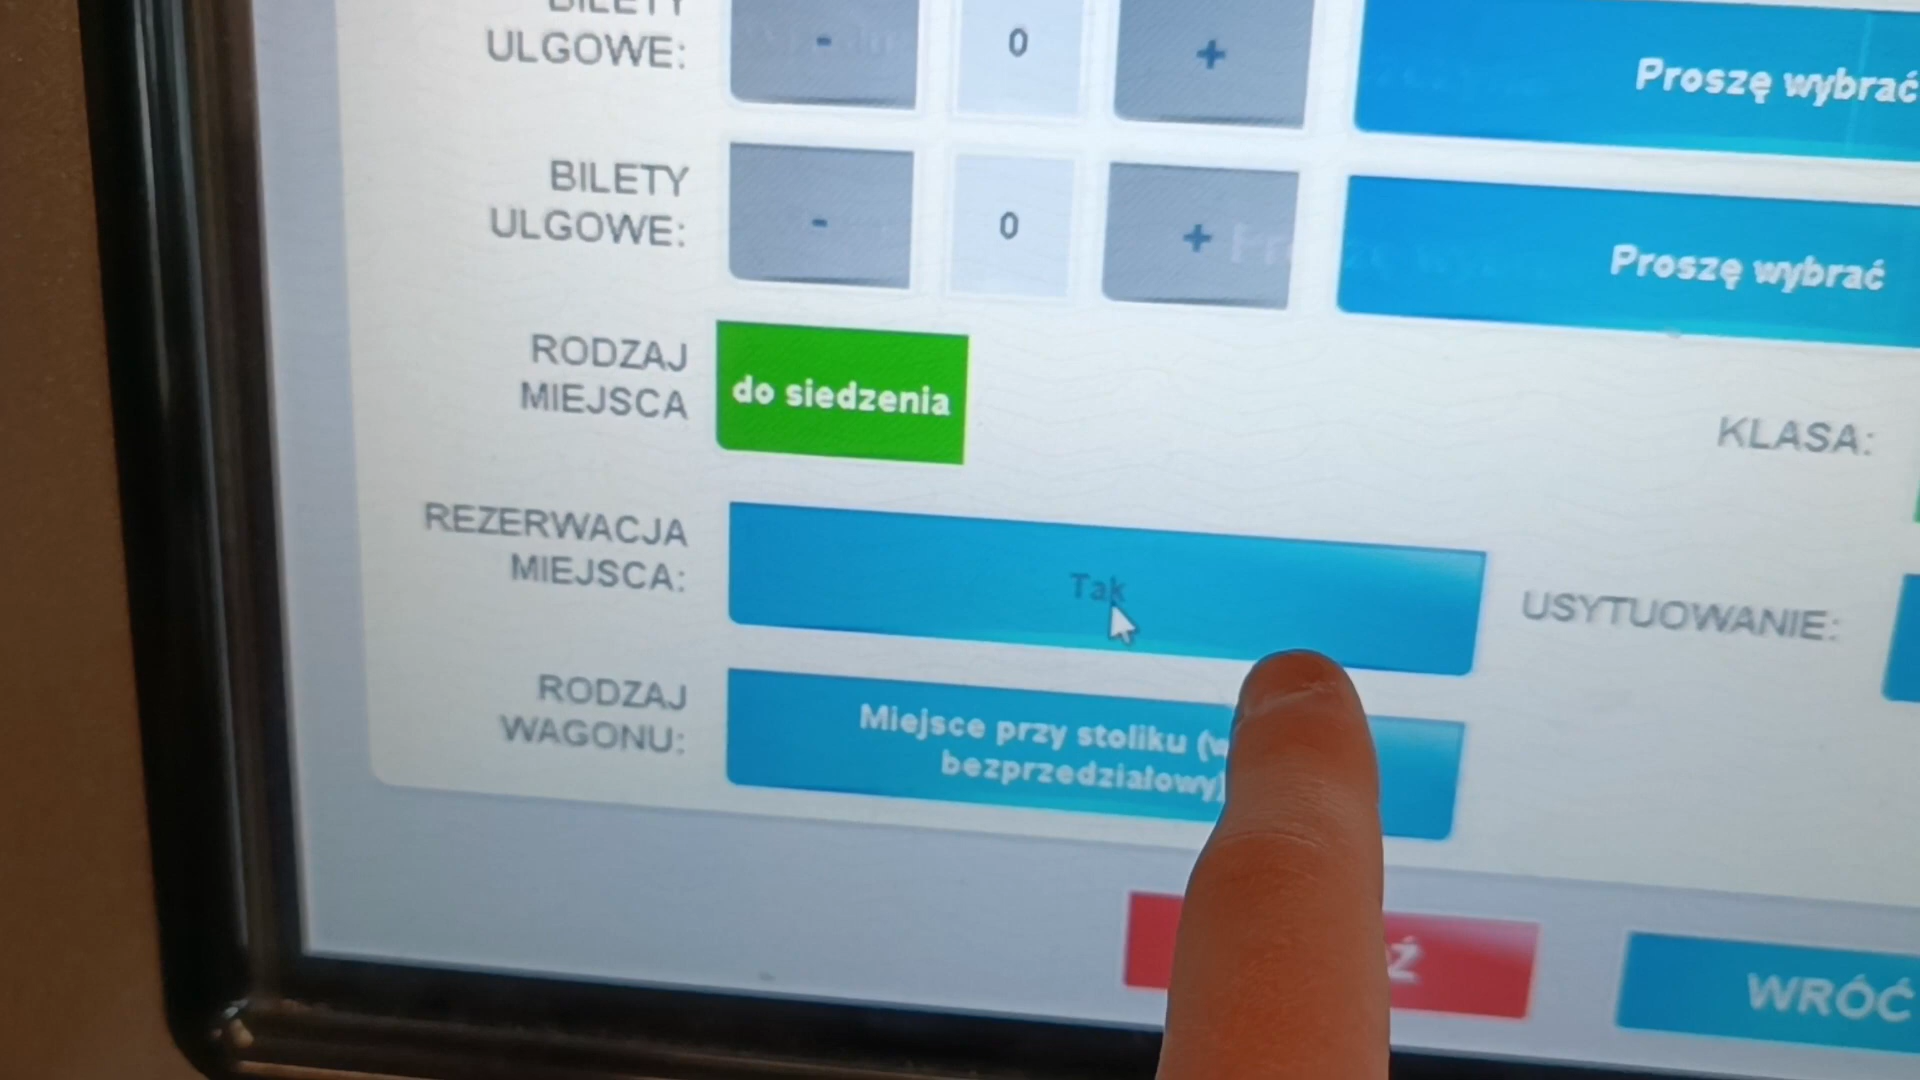 BILETY
ULGOWE:
-
0
+
Proszę wybrać
BILETY
ULGOWE:
-
0
+
Proszę wybrać
RODZAJ
MIEJSCA
do siedzenia
KLASA:
REZERWACJA
MIEJSCA:
Tak
USYTUOWANIE:
RODZAJ
WAGONU:
Miejsce przy stoliku (w
bezprzedziałowy)
Ź
WRÓĆ